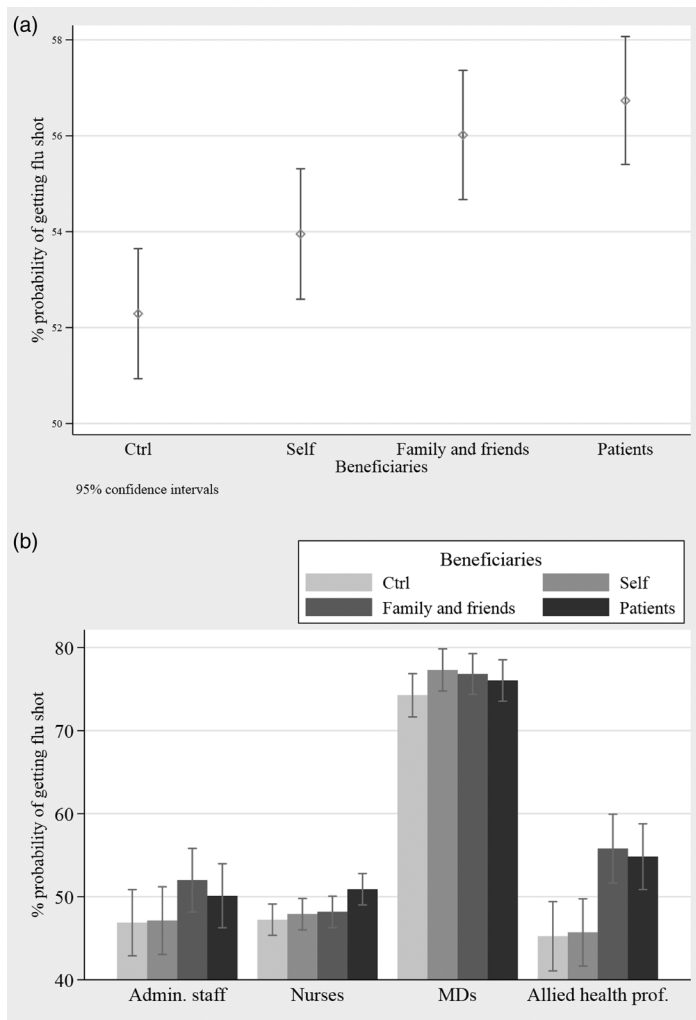 (a)
% probability of getting flu shot
58
56
54
52
50
Ctrl Self Family and friends Patients
Beneficiaries
95% confidence intervals
(b)
Beneficiaries
Ctrl Self
Family and friends Patients
% probability of getting flu shot
80
70
60
50
40
Admin. staff Nurses MDs Allied health prof.